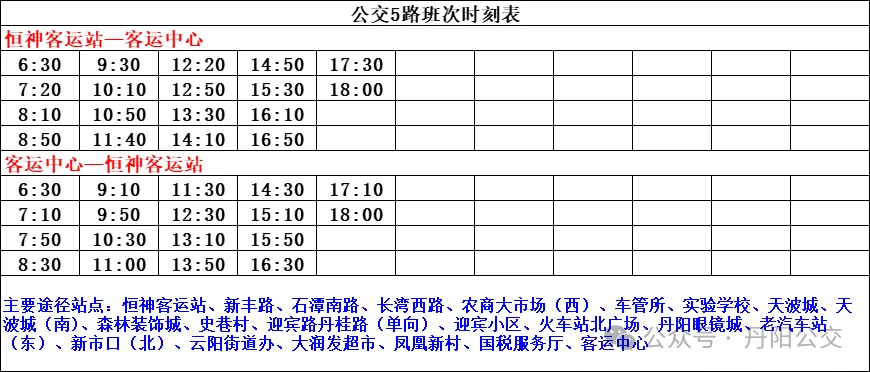 公交5路班次时刻表
恒神客运站—客运中心
6:30 9:30 12:20 14:50 17:30
7:20 10:10 12:50 15:30 18:00
8:10 10:50 13:30 16:10
8:50 11:40 14:10 16:50
客运中心—恒神客运站
6:30 9:10 11:30 14:30 17:10
7:10 9:50 12:30 15:10 18:00
7:50 10:30 13:10 15:50
8:30 11:00 13:50 16:30
主要途径站点：恒神客运站、新丰路、石潭南路、长湾西路、农商大市场（西）、车管所、实验学校、天波城、天
波城（南）、森林装饰城、史巷村、迎宾路丹桂路（单向）、迎宾小区、火车站北广场、丹阳眼镜城、老汽车站
（东）、新市口（北）、云阳街道办、大润发超市、凤凰新村、国税服务厅、客运中心
公众号·丹阳公交